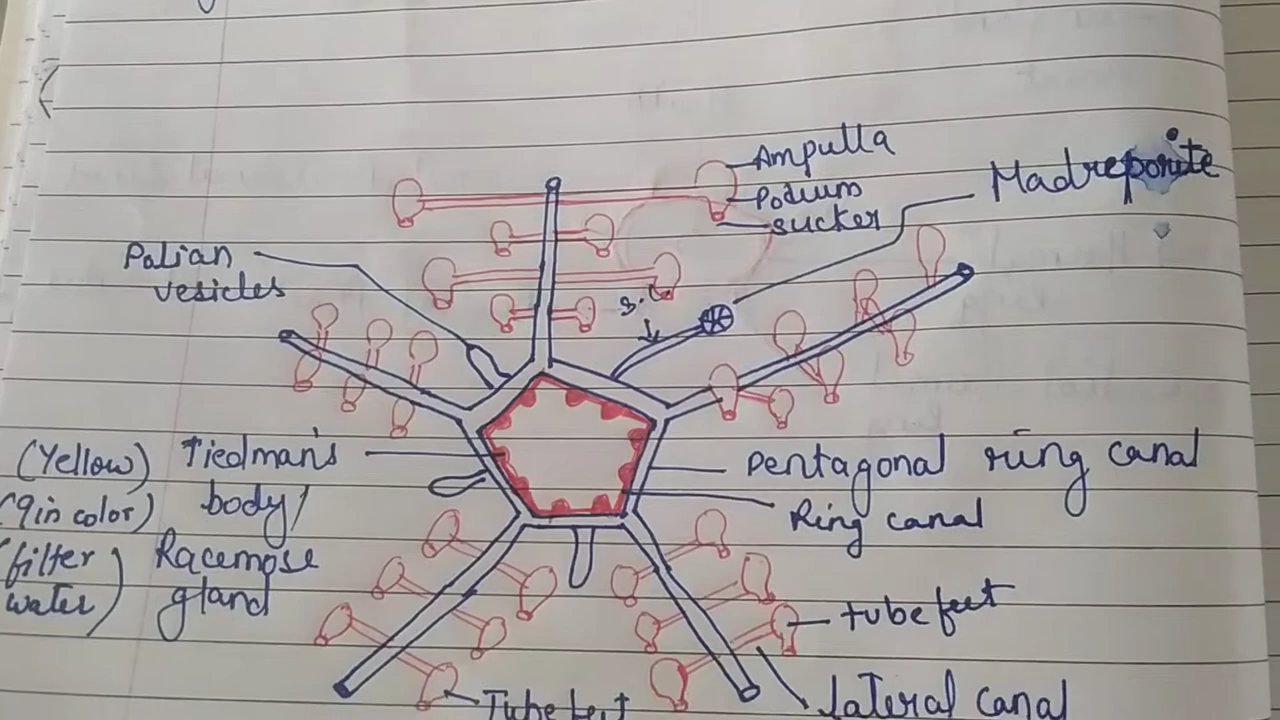 Ampulla
Podium
sucker
Madreporite
Polian
vesicles
s.c
(Yellow) Tiedman's
(9 in color) body/
(filter Racemose
water) gland
pentagonal ring canal
Ring canal
tube feet
Tube feet
lateral canal